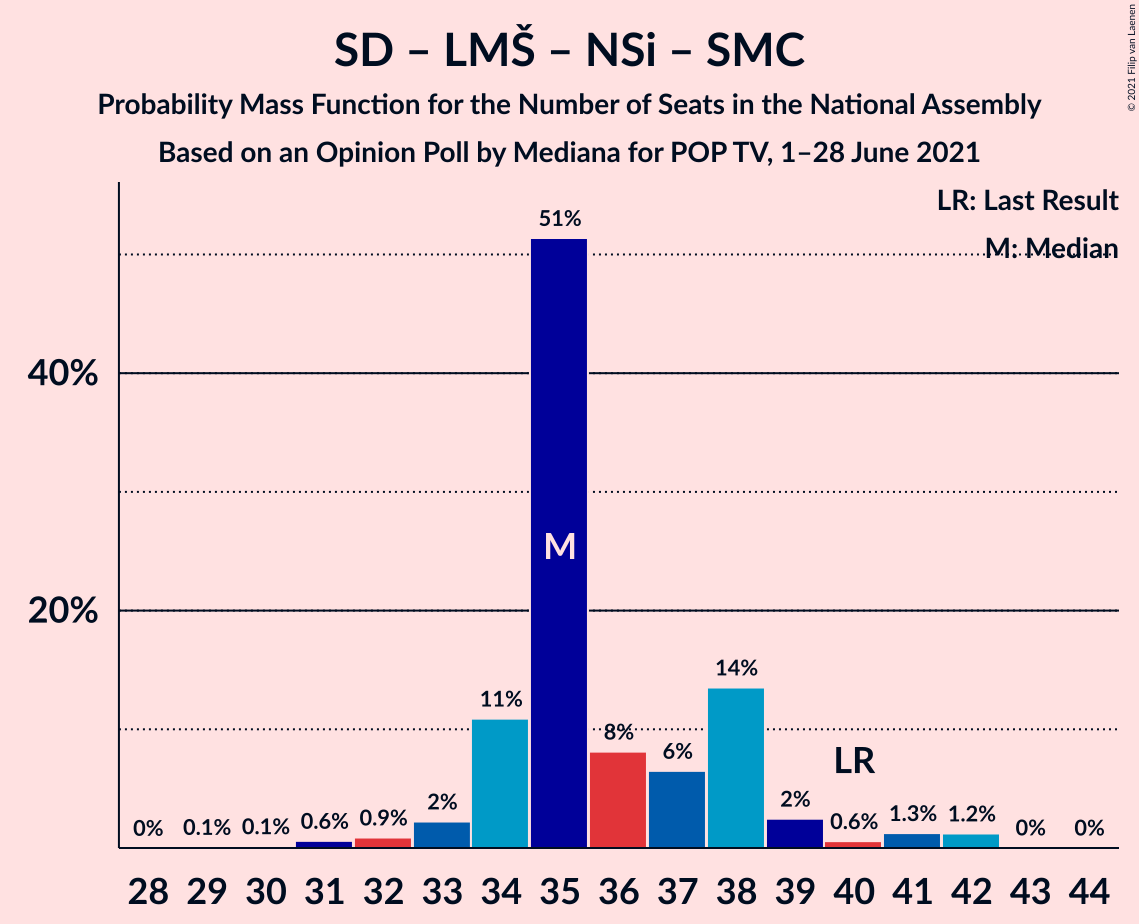 SD – LMŠ – NSi – SMC
Probability Mass Function for the Number of Seats in the National Assembly
Based on an Opinion Poll by Mediana for POP TV, 1–28 June 2021
© 2021 Filip van Laenen
LR: Last Result
M: Median
40%
20%
0% 0.1% 0.1% 0.6% 0.9% 2% 11% 51% 8% 6% 14% 2% 0.6% 1.3% 1.2% 0% 0%
M
LR
28 29 30 31 32 33 34 35 36 37 38 39 40 41 42 43 44